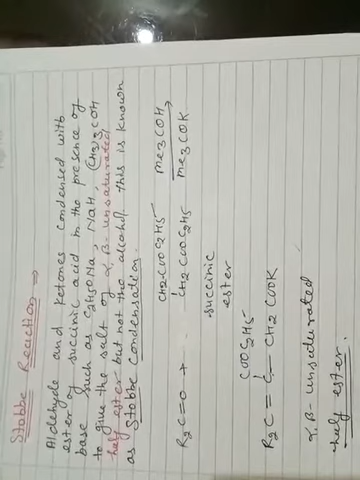 Stobbe Reaction →
Aldehyde and ketones condensed with
ester of succinic acid in the presence of
base such as C2H5ONa, NaH, (CH3)3COH
to give the salt of α,β-unsaturated
half ester but not the alcohol this is known
as Stobbe Condensation.
CH2COOC2H5 me3COH
R2C=O + CH2COOC2H5 me3COK
succinic
ester
COOC2H5
R2C = C — CH2COOK
α,β-unsaturated
half ester.